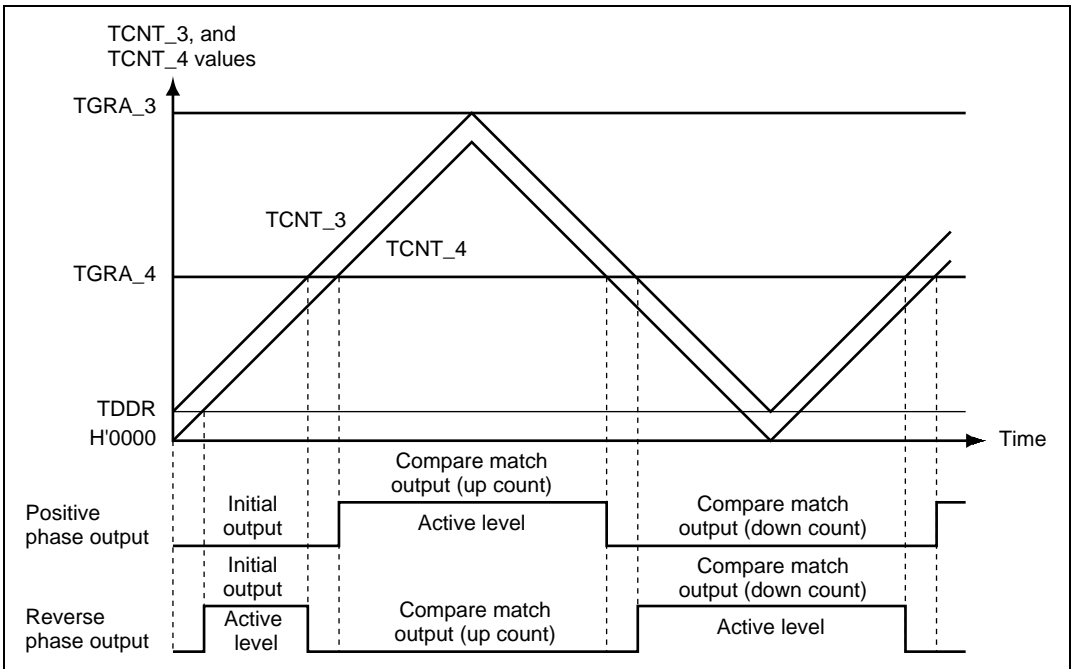 TCNT_3, and
TCNT_4 values
TGRA_3
TCNT_3
TCNT_4
TGRA_4
TDDR
H'0000
Time
Compare match
output (up count)
Positive
phase output
Initial
output
Active level
Compare match
output (down count)
Initial
output
Compare match
output (down count)
Reverse
phase output
Active
level
Compare match
output (up count)
Active level